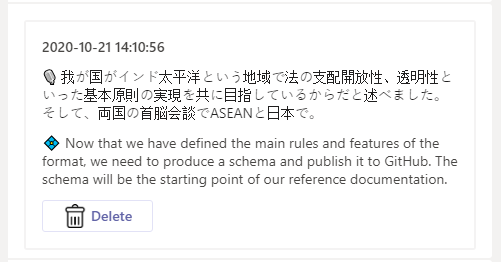 2020-10-21 14:10:56
我が国がインド太平洋という地域で法の支配開放性、透明性と
いった基本原則の実現を共に目指しているからだと述べました。
そして、両国の首脳会談でASEANと日本で。
Now that we have defined the main rules and features of the
format, we need to produce a schema and publish it to GitHub. The
schema will be the starting point of our reference documentation.
Delete